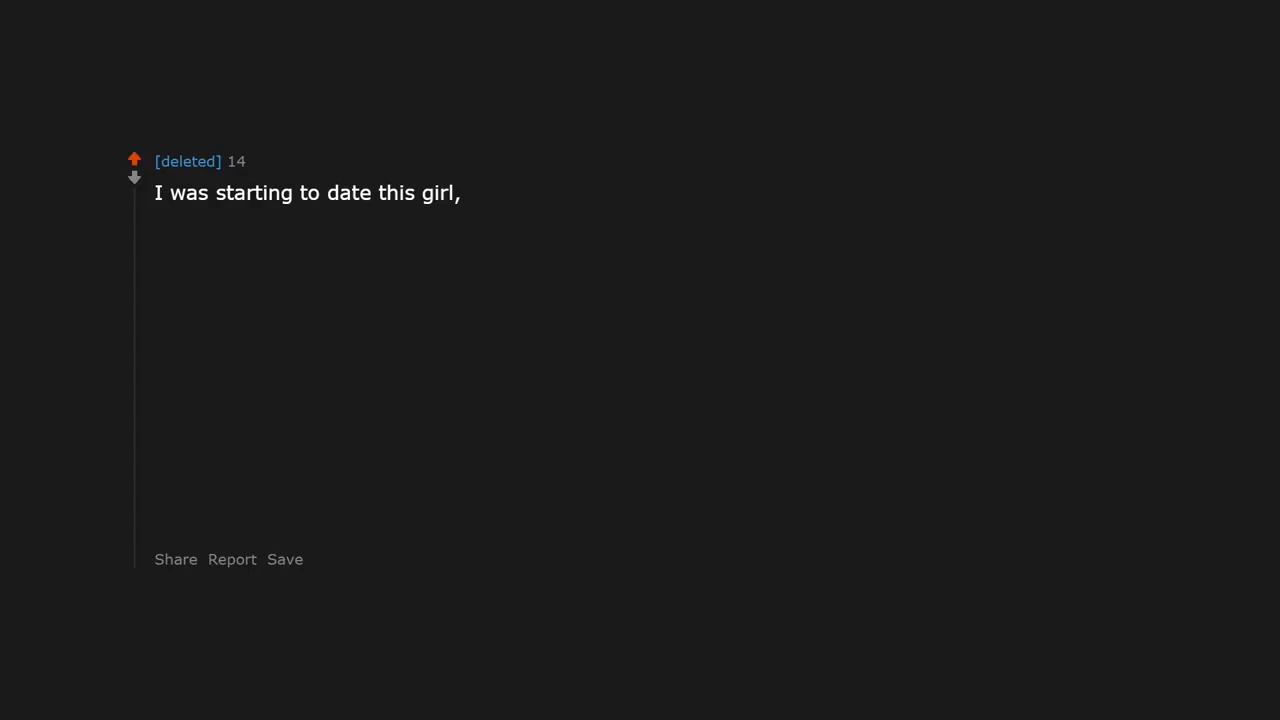 [deleted] 14
I was starting to date this girl,
Share Report Save